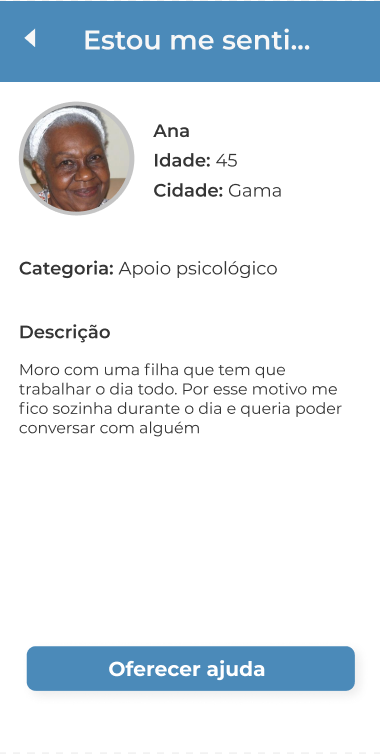 Estou me senti...
Ana
Idade: 45
Cidade: Gama
Categoria: Apoio psicológico
Descrição
Moro com uma filha que tem que
trabalhar o dia todo. Por esse motivo me
fico sozinha durante o dia e queria poder
conversar com alguém
Oferecer ajuda